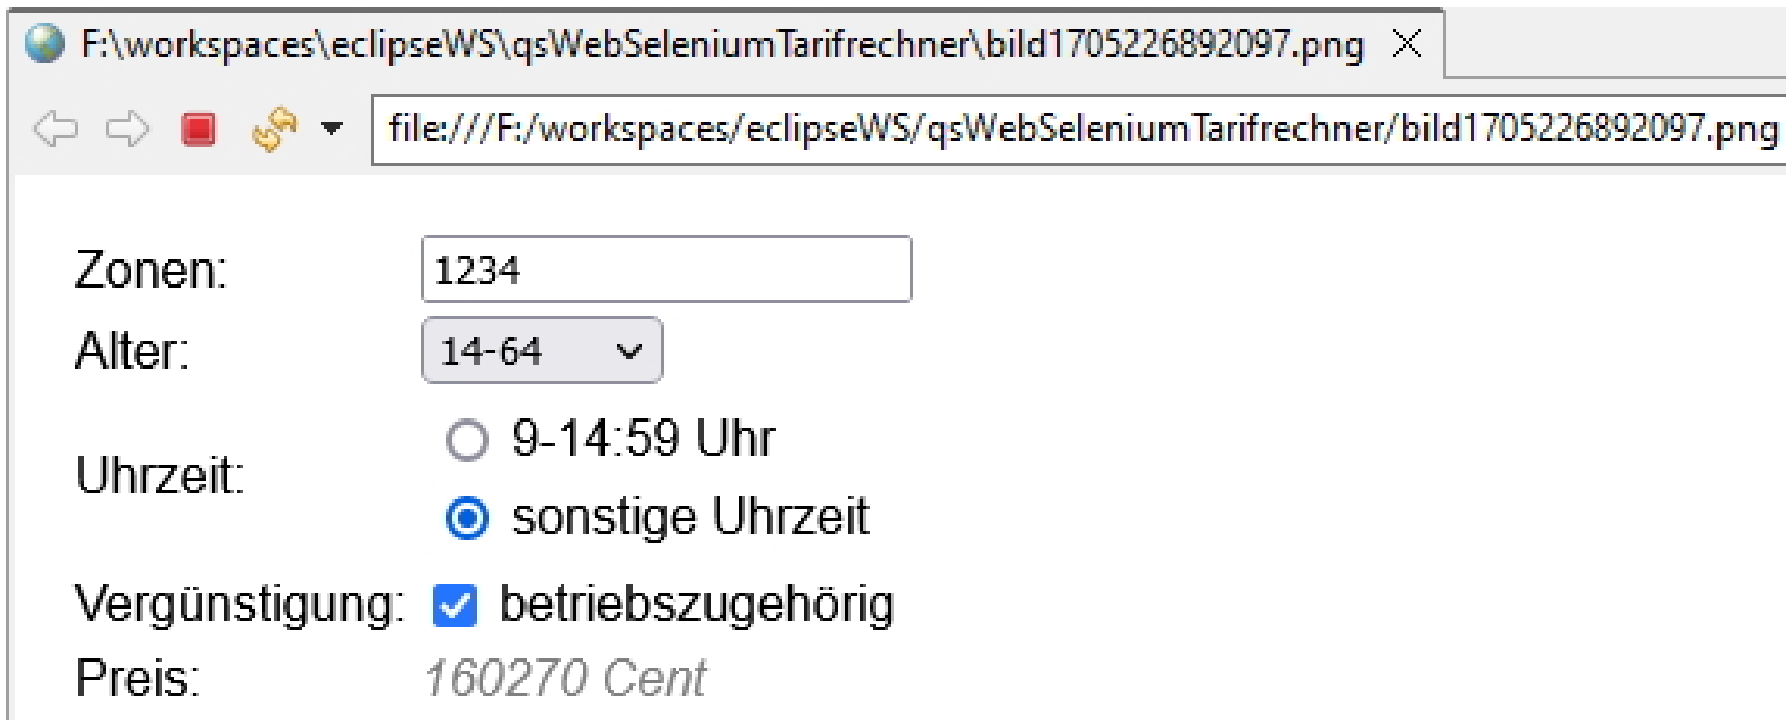 F:\workspaces\eclipseWS\qsWebSeleniumTarifrechner\bild1705226892097.png
file:///F:/workspaces/eclipseWS/qsWebSeleniumTarifrechner/bild1705226892097.png
Zonen: 1234
Alter: 14-64
9-14:59 Uhr
Uhrzeit:
sonstige Uhrzeit
Vergünstigung: betriebszugehörig
Preis: 160270 Cent